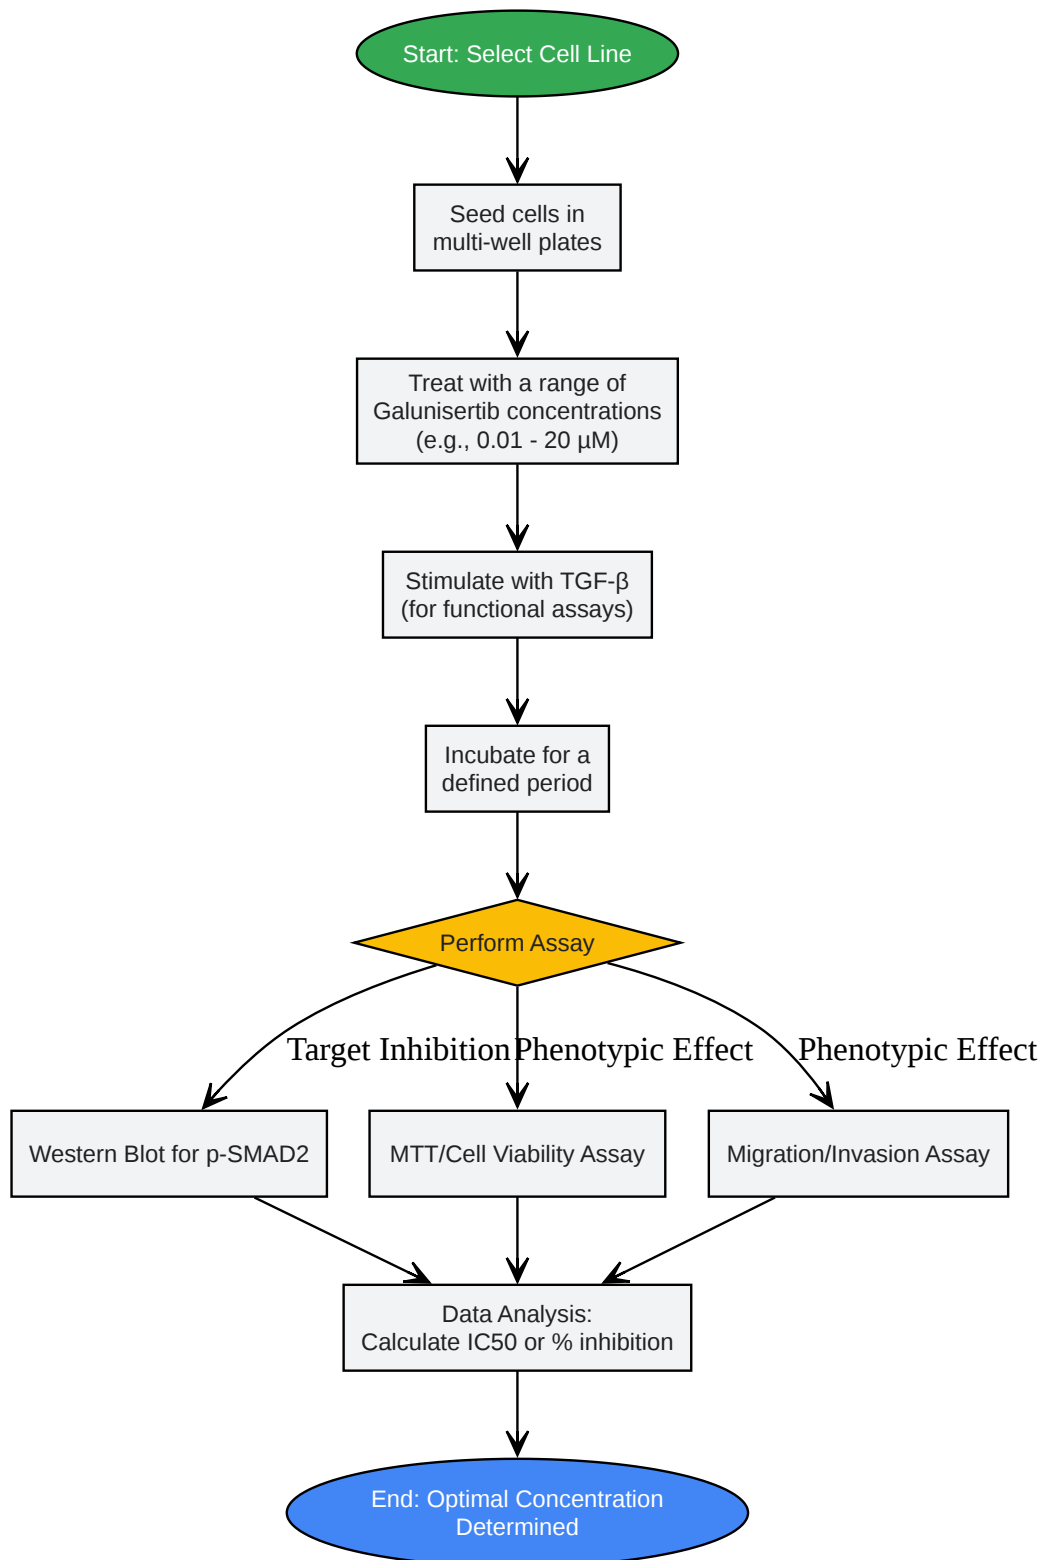 Start: Select Cell Line
Seed cells in
multi-well plates
Treat with a range of
Galunisertib concentrations
(e.g., 0.01 - 20 µM)
Stimulate with TGF-β
(for functional assays)
Incubate for a
defined period
Perform Assay
Target Inhibition
Phenotypic Effect
Phenotypic Effect
Western Blot for p-SMAD2
MTT/Cell Viability Assay
Migration/Invasion Assay
Data Analysis:
Calculate IC50 or % inhibition
End: Optimal Concentration
Determined